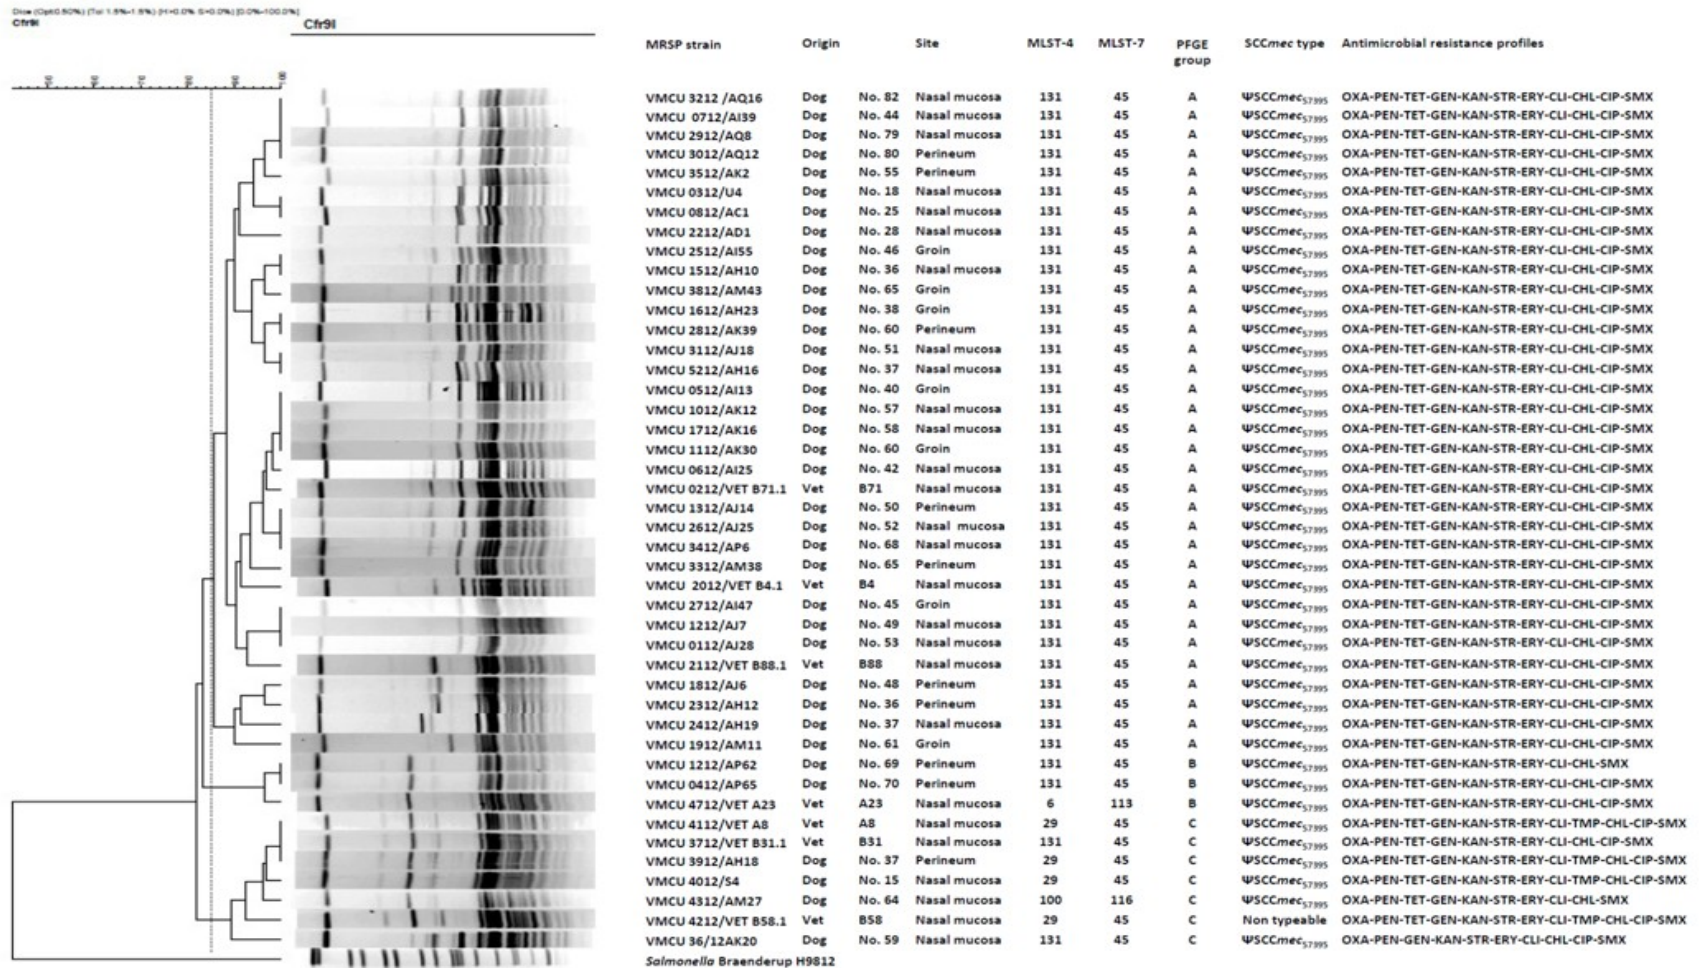 Dice (Opt:0.50%) (Tol 1.5%-1.5%) (H>0.0% S>0.0%) [0.0%-100.0%]
Cfr9I Cfr9I
MRSP strain Origin Site MLST-4 MLST-7 PFGE group SCCmec type Antimicrobial resistance profiles
50 60 70 80 90 100
VMCU 3212 /AQ16 Dog No. 82 Nasal mucosa 131 45 A ΨSCCmec57395 OXA-PEN-TET-GEN-KAN-STR-ERY-CLI-CHL-CIP-SMX
VMCU 0712/AI39 Dog No. 44 Nasal mucosa 131 45 A ΨSCCmec57395 OXA-PEN-TET-GEN-KAN-STR-ERY-CLI-CHL-CIP-SMX
VMCU 2912/AQ8 Dog No. 79 Nasal mucosa 131 45 A ΨSCCmec57395 OXA-PEN-TET-GEN-KAN-STR-ERY-CLI-CHL-CIP-SMX
VMCU 3012/AQ12 Dog No. 80 Perineum 131 45 A ΨSCCmec57395 OXA-PEN-TET-GEN-KAN-STR-ERY-CLI-CHL-CIP-SMX
VMCU 3512/AK2 Dog No. 55 Perineum 131 45 A ΨSCCmec57395 OXA-PEN-TET-GEN-KAN-STR-ERY-CLI-CHL-CIP-SMX
VMCU 0312/U4 Dog No. 18 Nasal mucosa 131 45 A ΨSCCmec57395 OXA-PEN-TET-GEN-KAN-STR-ERY-CLI-CHL-CIP-SMX
VMCU 0812/AC1 Dog No. 25 Nasal mucosa 131 45 A ΨSCCmec57395 OXA-PEN-TET-GEN-KAN-STR-ERY-CLI-CHL-CIP-SMX
VMCU 2212/AD1 Dog No. 28 Nasal mucosa 131 45 A ΨSCCmec57395 OXA-PEN-TET-GEN-KAN-STR-ERY-CLI-CHL-CIP-SMX
VMCU 2512/AI55 Dog No. 46 Groin 131 45 A ΨSCCmec57395 OXA-PEN-TET-GEN-KAN-STR-ERY-CLI-CHL-CIP-SMX
VMCU 1512/AH10 Dog No. 36 Nasal mucosa 131 45 A ΨSCCmec57395 OXA-PEN-TET-GEN-KAN-STR-ERY-CLI-CHL-CIP-SMX
VMCU 3812/AM43 Dog No. 65 Groin 131 45 A ΨSCCmec57395 OXA-PEN-TET-GEN-KAN-STR-ERY-CLI-CHL-CIP-SMX
VMCU 1612/AH23 Dog No. 38 Groin 131 45 A ΨSCCmec57395 OXA-PEN-TET-GEN-KAN-STR-ERY-CLI-CHL-CIP-SMX
VMCU 2812/AK39 Dog No. 60 Perineum 131 45 A ΨSCCmec57395 OXA-PEN-TET-GEN-KAN-STR-ERY-CLI-CHL-CIP-SMX
VMCU 3112/AJ18 Dog No. 51 Nasal mucosa 131 45 A ΨSCCmec57395 OXA-PEN-TET-GEN-KAN-STR-ERY-CLI-CHL-CIP-SMX
VMCU 5212/AH16 Dog No. 37 Nasal mucosa 131 45 A ΨSCCmec57395 OXA-PEN-TET-GEN-KAN-STR-ERY-CLI-CHL-CIP-SMX
VMCU 0512/AI13 Dog No. 40 Groin 131 45 A ΨSCCmec57395 OXA-PEN-TET-GEN-KAN-STR-ERY-CLI-CHL-CIP-SMX
VMCU 1012/AK12 Dog No. 57 Nasal mucosa 131 45 A ΨSCCmec57395 OXA-PEN-TET-GEN-KAN-STR-ERY-CLI-CHL-CIP-SMX
VMCU 1712/AK16 Dog No. 58 Nasal mucosa 131 45 A ΨSCCmec57395 OXA-PEN-TET-GEN-KAN-STR-ERY-CLI-CHL-CIP-SMX
VMCU 1112/AK30 Dog No. 60 Groin 131 45 A ΨSCCmec57395 OXA-PEN-TET-GEN-KAN-STR-ERY-CLI-CHL-CIP-SMX
VMCU 0612/AI25 Dog No. 42 Nasal mucosa 131 45 A ΨSCCmec57395 OXA-PEN-TET-GEN-KAN-STR-ERY-CLI-CHL-CIP-SMX
VMCU 0212/VET B71.1 Vet B71 Nasal mucosa 131 45 A ΨSCCmec57395 OXA-PEN-TET-GEN-KAN-STR-ERY-CLI-CHL-CIP-SMX
VMCU 1312/AJ14 Dog No. 50 Perineum 131 45 A ΨSCCmec57395 OXA-PEN-TET-GEN-KAN-STR-ERY-CLI-CHL-CIP-SMX
VMCU 2612/AJ25 Dog No. 52 Nasal mucosa 131 45 A ΨSCCmec57395 OXA-PEN-TET-GEN-KAN-STR-ERY-CLI-CHL-CIP-SMX
VMCU 3412/AP6 Dog No. 68 Nasal mucosa 131 45 A ΨSCCmec57395 OXA-PEN-TET-GEN-KAN-STR-ERY-CLI-CHL-CIP-SMX
VMCU 3312/AM38 Dog No. 65 Perineum 131 45 A ΨSCCmec57395 OXA-PEN-TET-GEN-KAN-STR-ERY-CLI-CHL-CIP-SMX
VMCU 2012/VET B4.1 Vet B4 Nasal mucosa 131 45 A ΨSCCmec57395 OXA-PEN-TET-GEN-KAN-STR-ERY-CLI-CHL-CIP-SMX
VMCU 2712/AI47 Dog No. 45 Groin 131 45 A ΨSCCmec57395 OXA-PEN-TET-GEN-KAN-STR-ERY-CLI-CHL-CIP-SMX
VMCU 1212/AJ7 Dog No. 49 Nasal mucosa 131 45 A ΨSCCmec57395 OXA-PEN-TET-GEN-KAN-STR-ERY-CLI-CHL-CIP-SMX
VMCU 0112/AJ28 Dog No. 53 Nasal mucosa 131 45 A ΨSCCmec57395 OXA-PEN-TET-GEN-KAN-STR-ERY-CLI-CHL-CIP-SMX
VMCU 2112/VET B88.1 Vet B88 Nasal mucosa 131 45 A ΨSCCmec57395 OXA-PEN-TET-GEN-KAN-STR-ERY-CLI-CHL-CIP-SMX
VMCU 1812/AJ6 Dog No. 48 Perineum 131 45 A ΨSCCmec57395 OXA-PEN-TET-GEN-KAN-STR-ERY-CLI-CHL-CIP-SMX
VMCU 2312/AH12 Dog No. 36 Perineum 131 45 A ΨSCCmec57395 OXA-PEN-TET-GEN-KAN-STR-ERY-CLI-CHL-CIP-SMX
VMCU 2412/AH19 Dog No. 37 Nasal mucosa 131 45 A ΨSCCmec57395 OXA-PEN-TET-GEN-KAN-STR-ERY-CLI-CHL-CIP-SMX
VMCU 1912/AM11 Dog No. 61 Groin 131 45 A ΨSCCmec57395 OXA-PEN-TET-GEN-KAN-STR-ERY-CLI-CHL-CIP-SMX
VMCU 1212/AP62 Dog No. 69 Perineum 131 45 B ΨSCCmec57395 OXA-PEN-TET-GEN-KAN-STR-ERY-CLI-CHL-SMX
VMCU 0412/AP65 Dog No. 70 Perineum 131 45 B ΨSCCmec57395 OXA-PEN-TET-GEN-KAN-STR-ERY-CLI-CHL-CIP-SMX
VMCU 4712/VET A23 Vet A23 Nasal mucosa 6 113 B ΨSCCmec57395 OXA-PEN-TET-GEN-KAN-STR-ERY-CLI-CHL-CIP-SMX
VMCU 4112/VET A8 Vet A8 Nasal mucosa 29 45 C ΨSCCmec57395 OXA-PEN-TET-GEN-KAN-STR-ERY-CLI-TMP-CHL-CIP-SMX
VMCU 3712/VET B31.1 Vet B31 Nasal mucosa 131 45 C ΨSCCmec57395 OXA-PEN-TET-GEN-KAN-STR-ERY-CLI-CHL-CIP-SMX
VMCU 3912/AH18 Dog No. 37 Perineum 29 45 C ΨSCCmec57395 OXA-PEN-TET-GEN-KAN-STR-ERY-CLI-TMP-CHL-CIP-SMX
VMCU 4012/S4 Dog No. 15 Nasal mucosa 29 45 C ΨSCCmec57395 OXA-PEN-TET-GEN-KAN-STR-ERY-CLI-TMP-CHL-CIP-SMX
VMCU 4312/AM27 Dog No. 64 Nasal mucosa 100 116 C ΨSCCmec57395 OXA-PEN-TET-GEN-KAN-STR-ERY-CLI-CHL-SMX
VMCU 4212/VET B58.1 Vet B58 Nasal mucosa 29 45 C Non typeable OXA-PEN-TET-GEN-KAN-STR-ERY-CLI-TMP-CHL-CIP-SMX
VMCU 36/12AK20 Dog No. 59 Nasal mucosa 131 45 C ΨSCCmec57395 OXA-PEN-GEN-KAN-STR-ERY-CLI-CHL-CIP-SMX
Salmonella Braenderup H9812